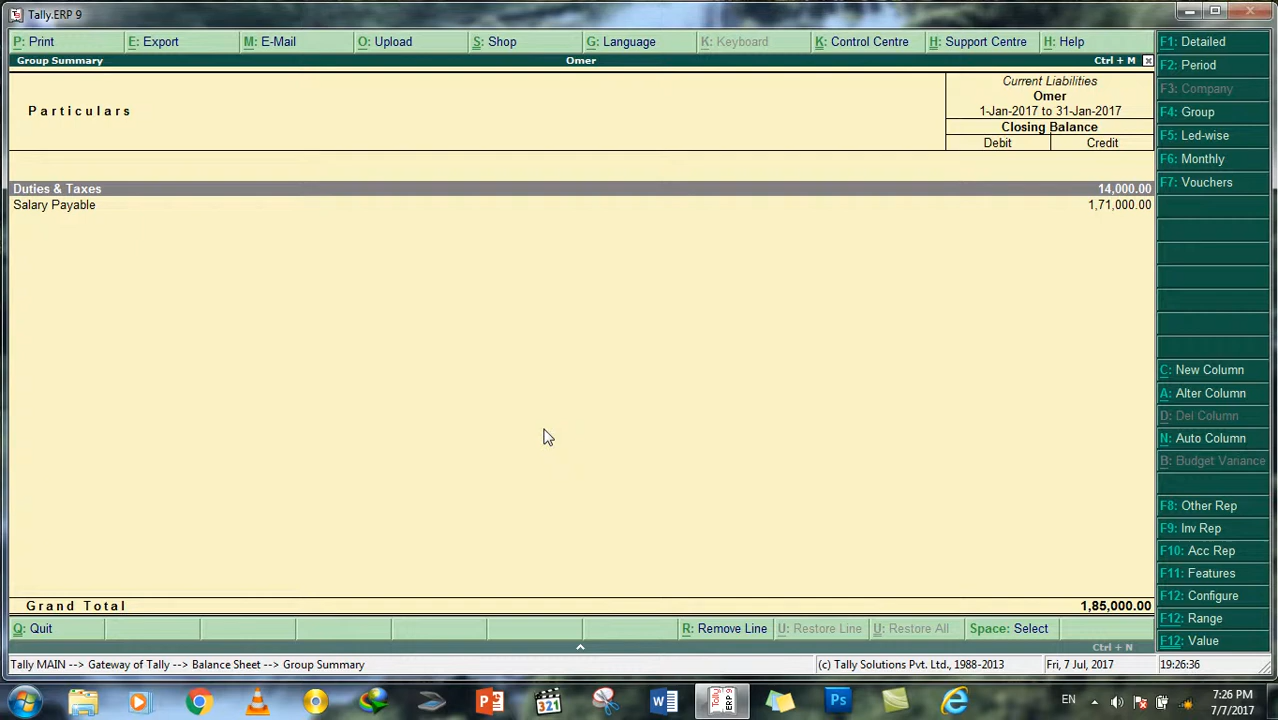 Tally.ERP 9
P: Print E: Export M: E-Mail O: Upload S: Shop G: Language K: Keyboard K: Control Centre H: Support Centre H: Help
Group Summary Omer Ctrl + M
Particulars
Current Liabilities
Omer
1-Jan-2017 to 31-Jan-2017
Closing Balance
Debit Credit
Duties & Taxes 14,000.00
Salary Payable 1,71,000.00
Grand Total 1,85,000.00
Q: Quit R: Remove Line U: Restore Line U: Restore All Space: Select
Ctrl + N
Tally MAIN --> Gateway of Tally --> Balance Sheet --> Group Summary (c) Tally Solutions Pvt. Ltd., 1988-2013 Fri, 7 Jul, 2017 19:26:36
F1: Detailed
F2: Period
F3: Company
F4: Group
F5: Led-wise
F6: Monthly
F7: Vouchers
C: New Column
A: Alter Column
D: Del Column
N: Auto Column
B: Budget Variance
F8: Other Rep
F9: Inv Rep
F10: Acc Rep
F11: Features
F12: Configure
F12: Range
F12: Value
321
Tally
ERP 9
Ps
EN
7:26 PM
7/7/2017